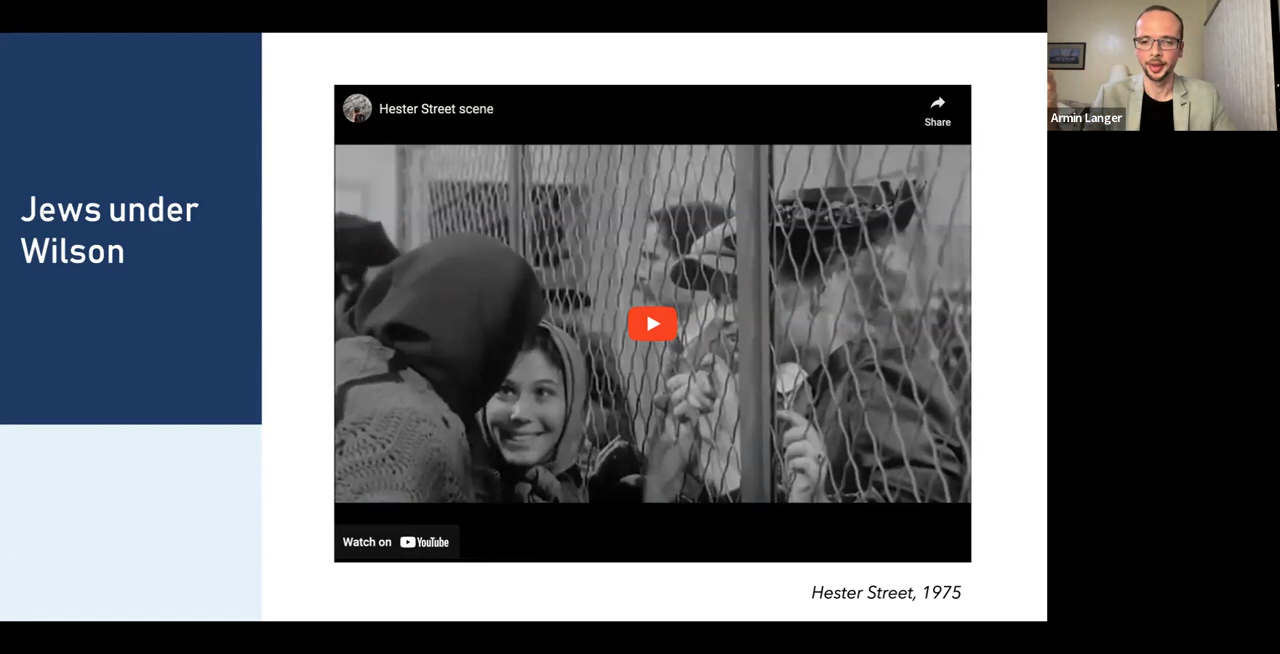 Jews under
Wilson
Hester Street scene
Share
Watch on YouTube
Hester Street, 1975
Armin Langer